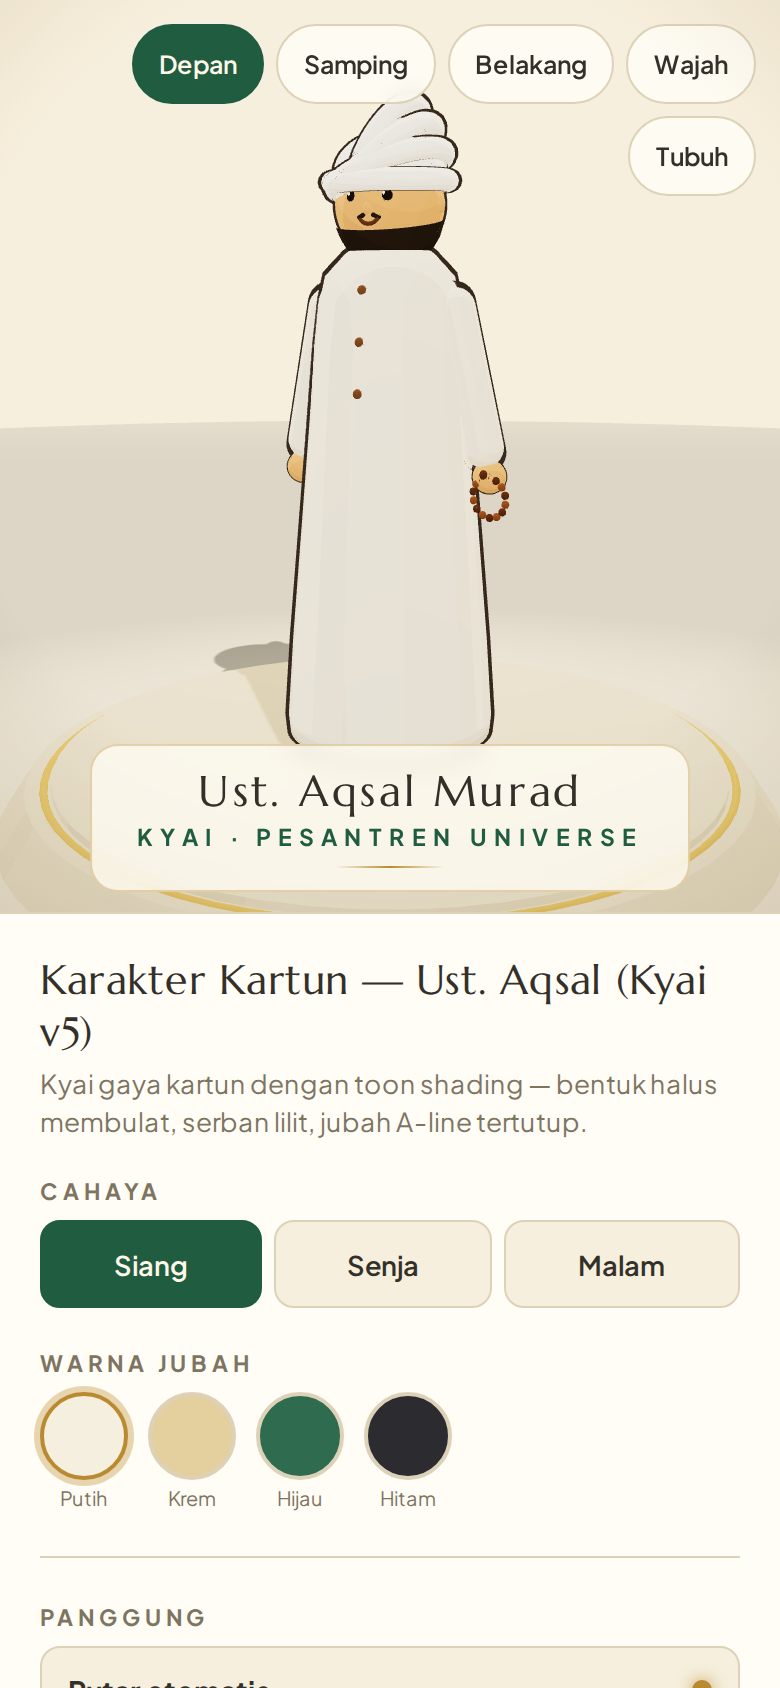 Depan
Samping
Belakang
Wajah
Tubuh
Ust. Aqsal Murad
KYAI · PESANTREN UNIVERSE
Karakter Kartun — Ust. Aqsal (Kyai
v5)
Kyai gaya kartun dengan toon shading — bentuk halus
membulat, serban lilit, jubah A-line tertutup.
CAHAYA
Siang
Senja
Malam
WARNA JUBAH
Putih
Krem
Hijau
Hitam
PANGGUNG
Putar otomatis